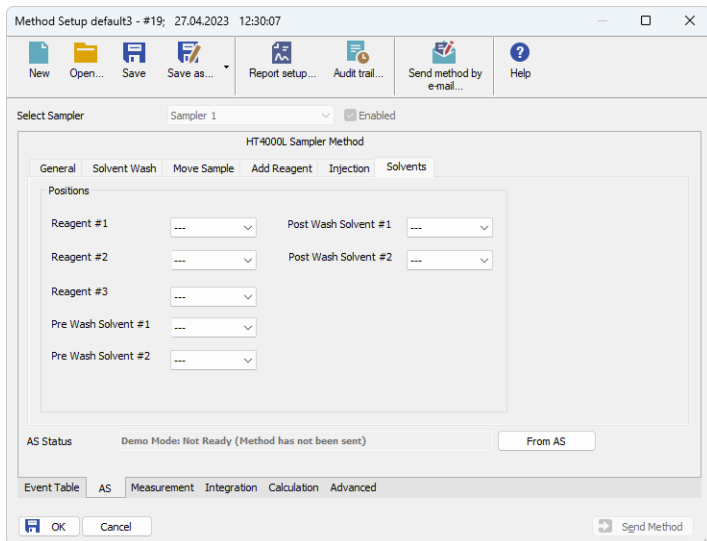 Method Setup default3 - #19;  27.04.2023  12:30:07
New Open... Save Save as... Report setup... Audit trail... Send method by e-mail... Help
Select Sampler Sampler 1 Enabled
HT4000L Sampler Method
General Solvent Wash Move Sample Add Reagent Injection Solvents
Positions
Reagent #1 --- Post Wash Solvent #1 ---
Reagent #2 --- Post Wash Solvent #2 ---
Reagent #3 ---
Pre Wash Solvent #1 ---
Pre Wash Solvent #2 ---
AS Status Demo Mode: Not Ready (Method has not been sent) From AS
Event Table AS Measurement Integration Calculation Advanced
OK Cancel Send Method